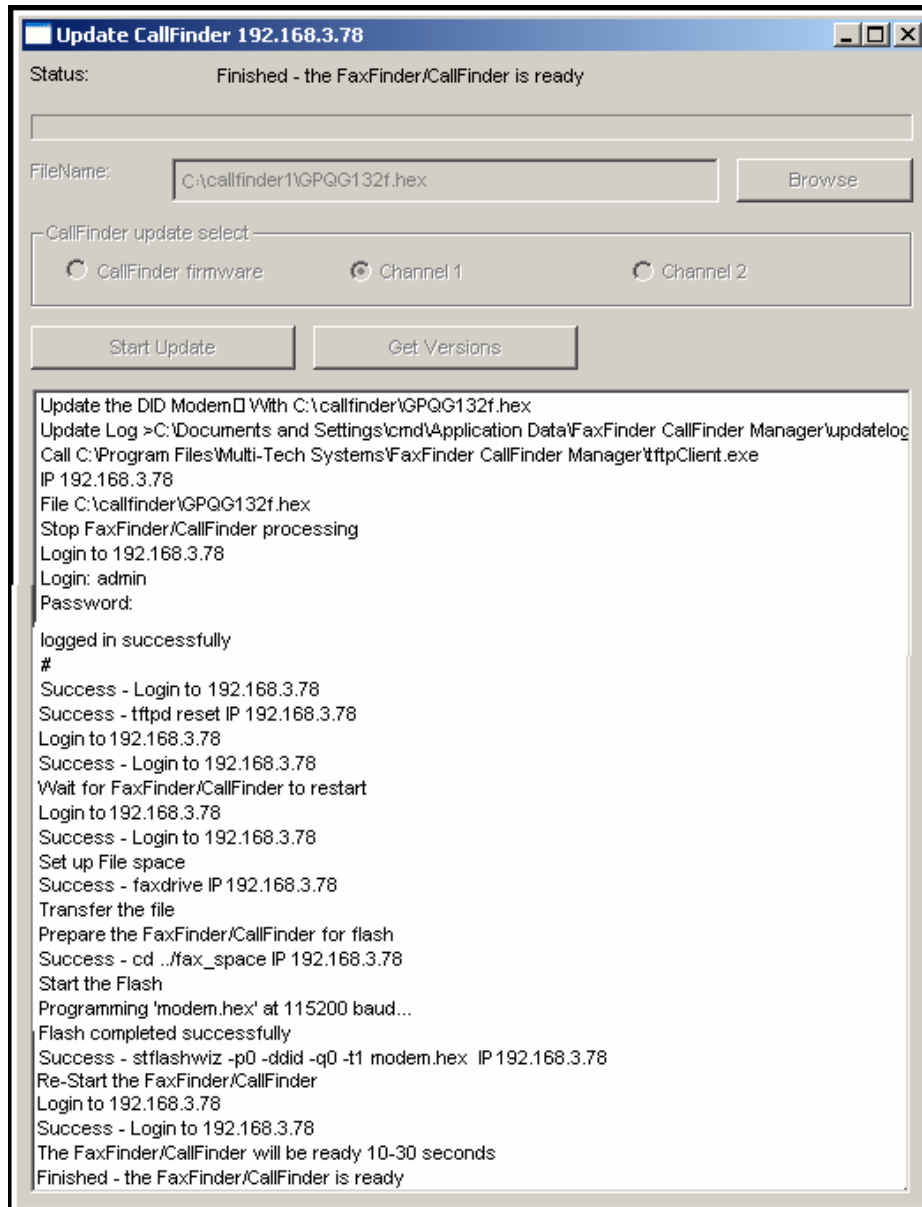 Update CallFinder 192.168.3.78
Status: Finished - the FaxFinder/CallFinder is ready
FileName: C:\callfinder1\GPQG132f.hex Browse
CallFinder update select
CallFinder firmware Channel 1 Channel 2
Start Update Get Versions
Update the DID Modem□ With C:\callfinder\GPQG132f.hex
Update Log >C:\Documents and Settings\cmd\Application Data\FaxFinder CallFinder Manager\updatelog
Call C:\Program Files\Multi-Tech Systems\FaxFinder CallFinder Manager\tftpClient.exe
IP 192.168.3.78
File C:\callfinder\GPQG132f.hex
Stop FaxFinder/CallFinder processing
Login to 192.168.3.78
Login: admin
Password:
logged in successfully
#
Success - Login to 192.168.3.78
Success - tftpd reset IP 192.168.3.78
Login to 192.168.3.78
Success - Login to 192.168.3.78
Wait for FaxFinder/CallFinder to restart
Login to 192.168.3.78
Success - Login to 192.168.3.78
Set up File space
Success - faxdrive IP 192.168.3.78
Transfer the file
Prepare the FaxFinder/CallFinder for flash
Success - cd ../fax_space IP 192.168.3.78
Start the Flash
Programming 'modem.hex' at 115200 baud...
Flash completed successfully
Success - stflashwiz -p0 -ddid -q0 -t1 modem.hex IP 192.168.3.78
Re-Start the FaxFinder/CallFinder
Login to 192.168.3.78
Success - Login to 192.168.3.78
The FaxFinder/CallFinder will be ready 10-30 seconds
Finished - the FaxFinder/CallFinder is ready